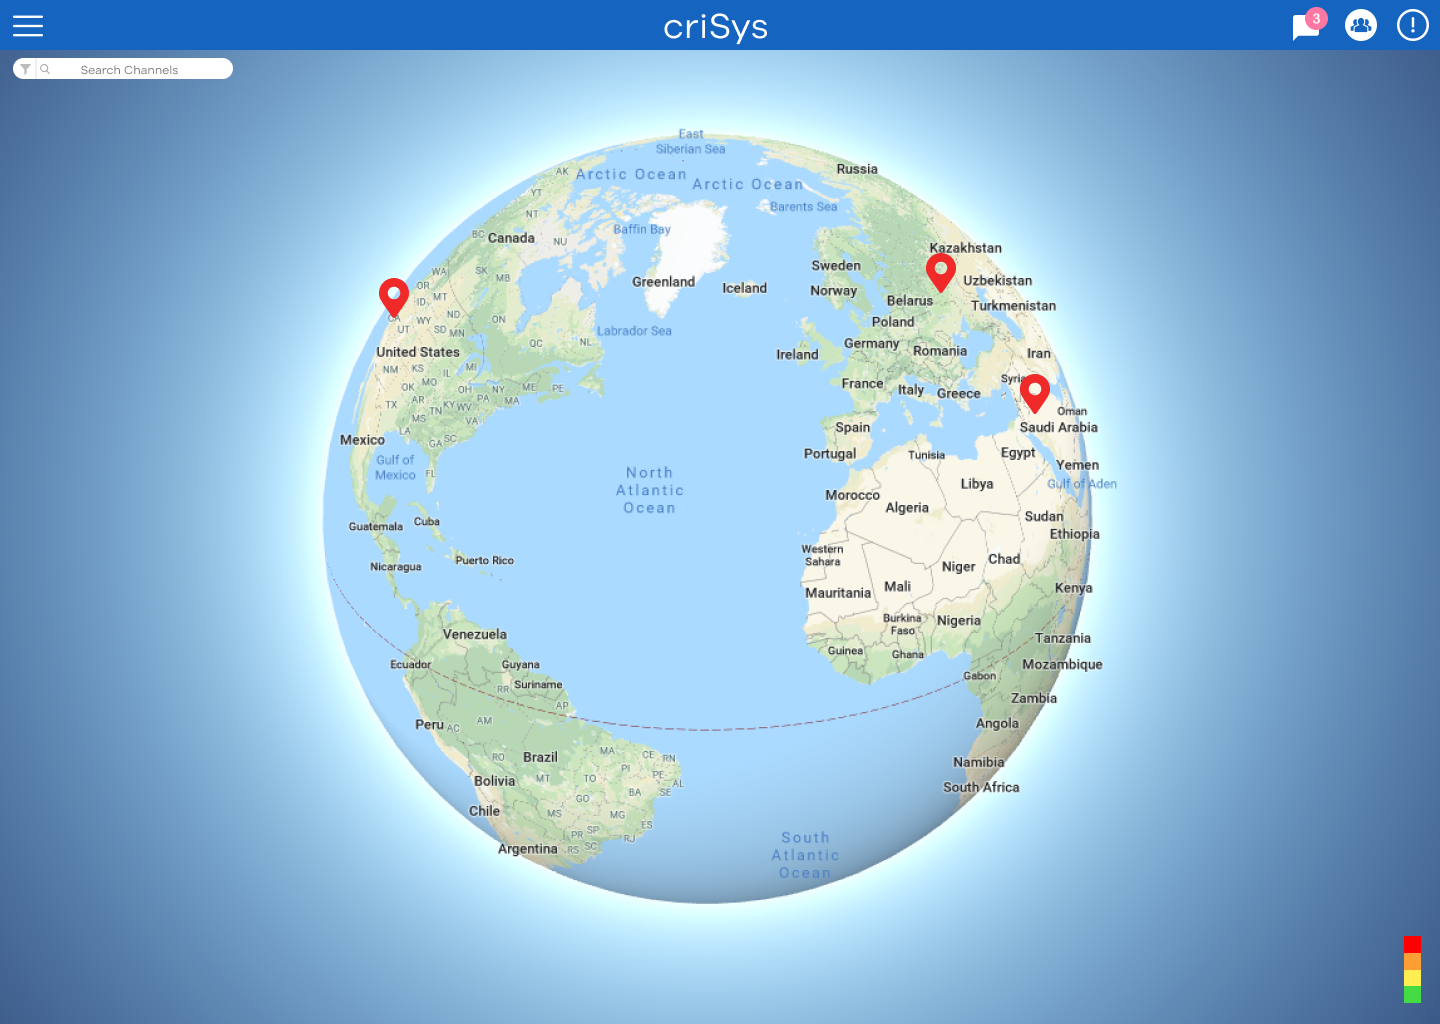 criSys
3
Search Channels
East
Siberian Sea
Arctic Ocean
Arctic Ocean
Russia
AK
YT
NT
Barents Sea
Baffin Bay
BC
Canada
NU
Kazakhstan
Sweden
WA
SK
MB
Greenland
Iceland
Norway
Uzbekistan
OR
ID
MT
Belarus
Turkmenistan
CA
UT
WY
ND
SD
MN
ON
Labrador Sea
Poland
QC
NL
Ireland
Germany
Romania
Iran
United States
NM
KS
IL
MI
Syria
OK
MO
OH
NY
ME
PE
France
Italy
Greece
TX
AR
TN
KY
WV
PA
MA
Oman
MS
VA
Saudi Arabia
LA
GA
SC
Spain
Mexico
Portugal
Tunisia
Egypt
Gulf of
Mexico
FL
Yemen
Gulf of Aden
North
Atlantic
Ocean
Libya
Morocco
Algeria
Guatemala
Cuba
Sudan
Ethiopia
Western
Sahara
Puerto Rico
Nicaragua
Niger
Chad
Mauritania
Mali
Kenya
Burkina
Faso
Nigeria
Venezuela
Tanzania
Guinea
Ghana
Ecuador
Guyana
Mozambique
Suriname
RR
Gabon
AP
Zambia
Peru
AC
AM
Angola
Brazil
RO
MA
CE
RN
Namibia
Bolivia
MT
TO
PI
PE
AL
South Africa
BA
SE
GO
Chile
MS
MG
ES
PR
SP
RJ
Argentina
RS
SC
South
Atlantic
Ocean